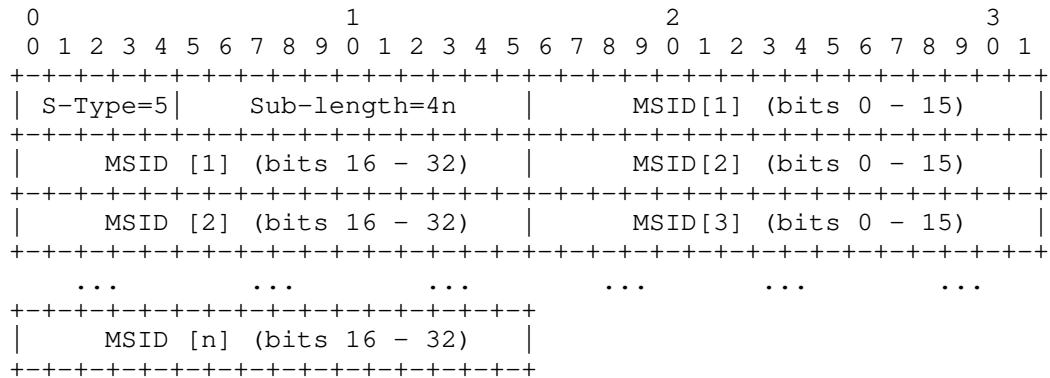 0                   1                   2                   3
0 1 2 3 4 5 6 7 8 9 0 1 2 3 4 5 6 7 8 9 0 1 2 3 4 5 6 7 8 9 0 1
+-+-+-+-+-+-+-+-+-+-+-+-+-+-+-+-+-+-+-+-+-+-+-+-+-+-+-+-+-+-+-+-+
| S-Type=5|    Sub-length=4n    |      MSID[1] (bits 0 - 15)    |
+-+-+-+-+-+-+-+-+-+-+-+-+-+-+-+-+-+-+-+-+-+-+-+-+-+-+-+-+-+-+-+-+
|     MSID [1] (bits 16 - 32)   |      MSID[2] (bits 0 - 15)    |
+-+-+-+-+-+-+-+-+-+-+-+-+-+-+-+-+-+-+-+-+-+-+-+-+-+-+-+-+-+-+-+-+
|     MSID [2] (bits 16 - 32)   |      MSID[3] (bits 0 - 15)    |
+-+-+-+-+-+-+-+-+-+-+-+-+-+-+-+-+-+-+-+-+-+-+-+-+-+-+-+-+-+-+-+-+
... ... ... ... ... ...
+-+-+-+-+-+-+-+-+-+-+-+-+-+-+-+-+
|     MSID [n] (bits 16 - 32)   |
+-+-+-+-+-+-+-+-+-+-+-+-+-+-+-+-+